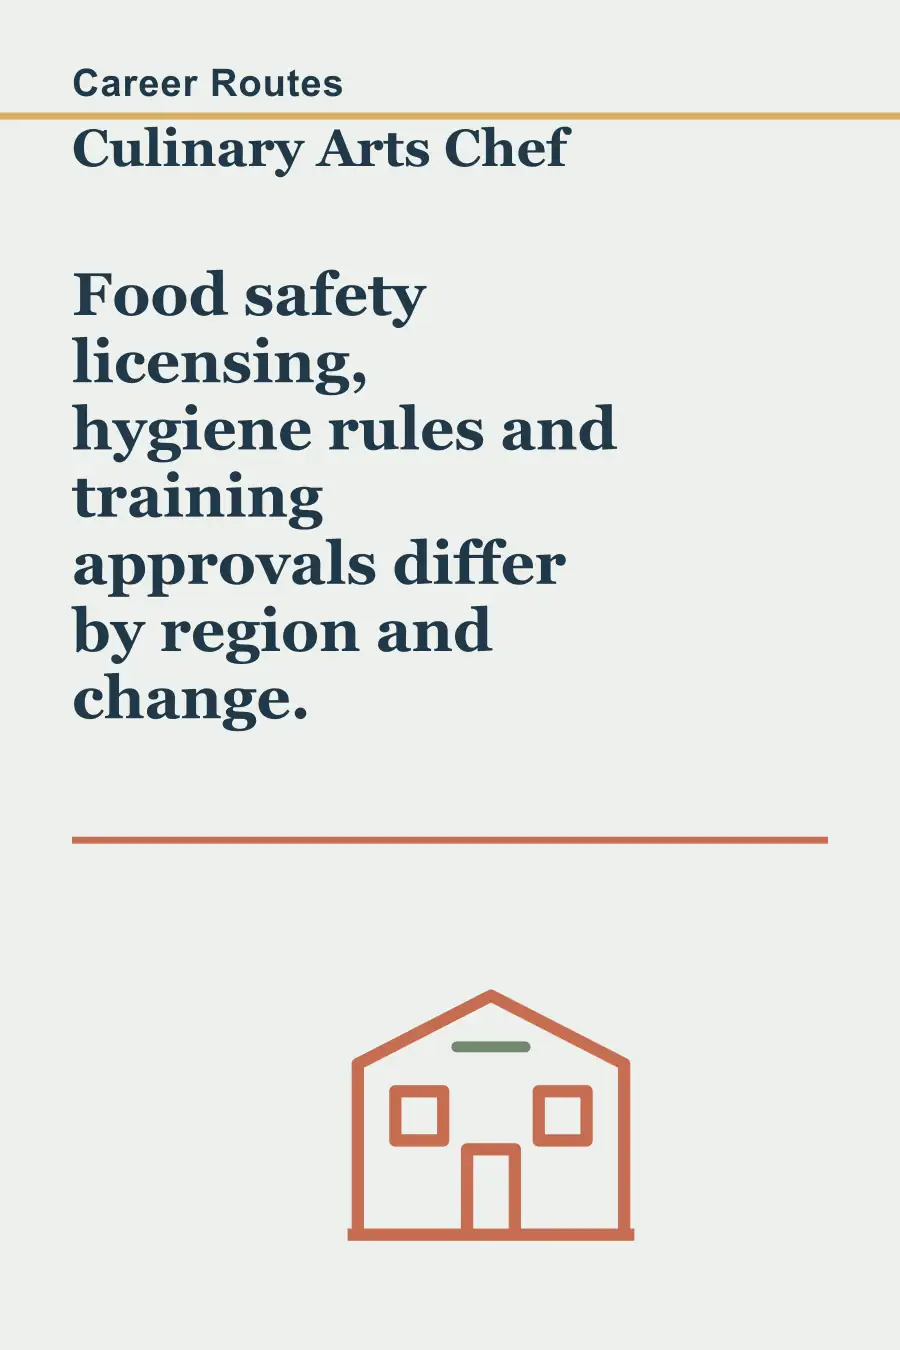 Career Routes
Culinary Arts Chef
Food safety
licensing,
hygiene rules and
training
approvals differ
by region and
change.